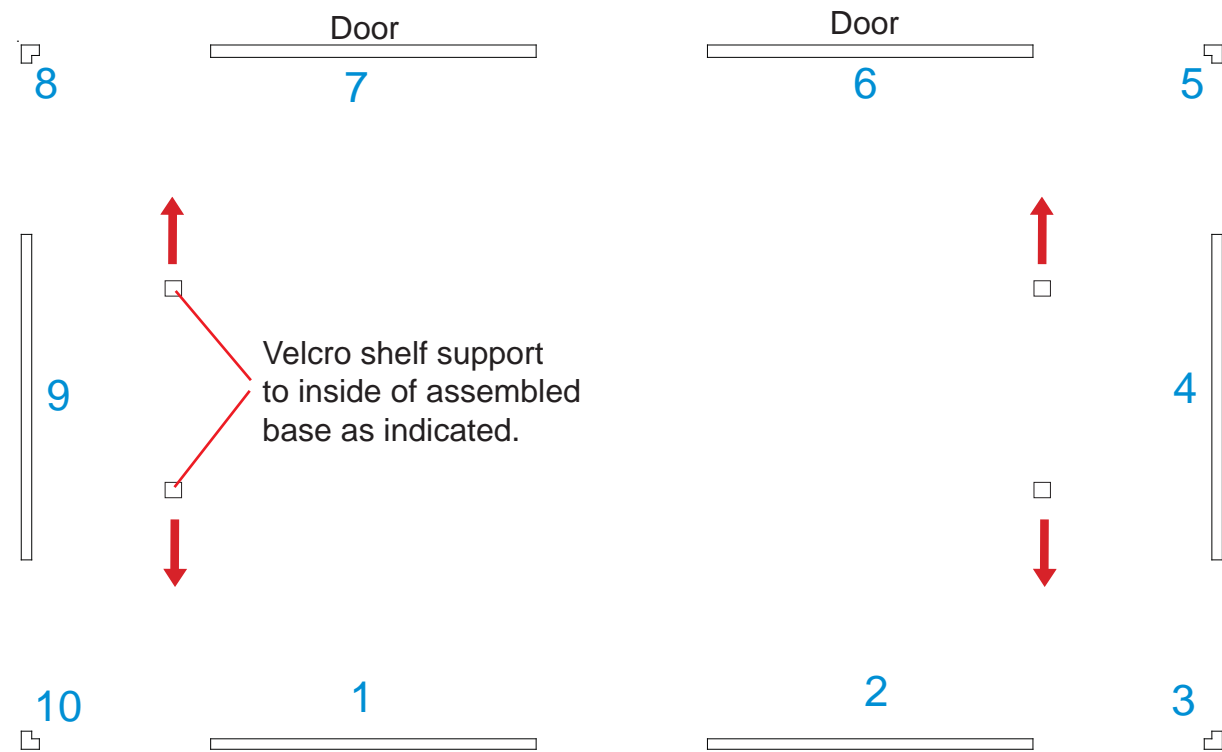 Door
Door
8
7
6
5
Velcro shelf support
to inside of assembled
base as indicated.
9
4
10
1
2
3